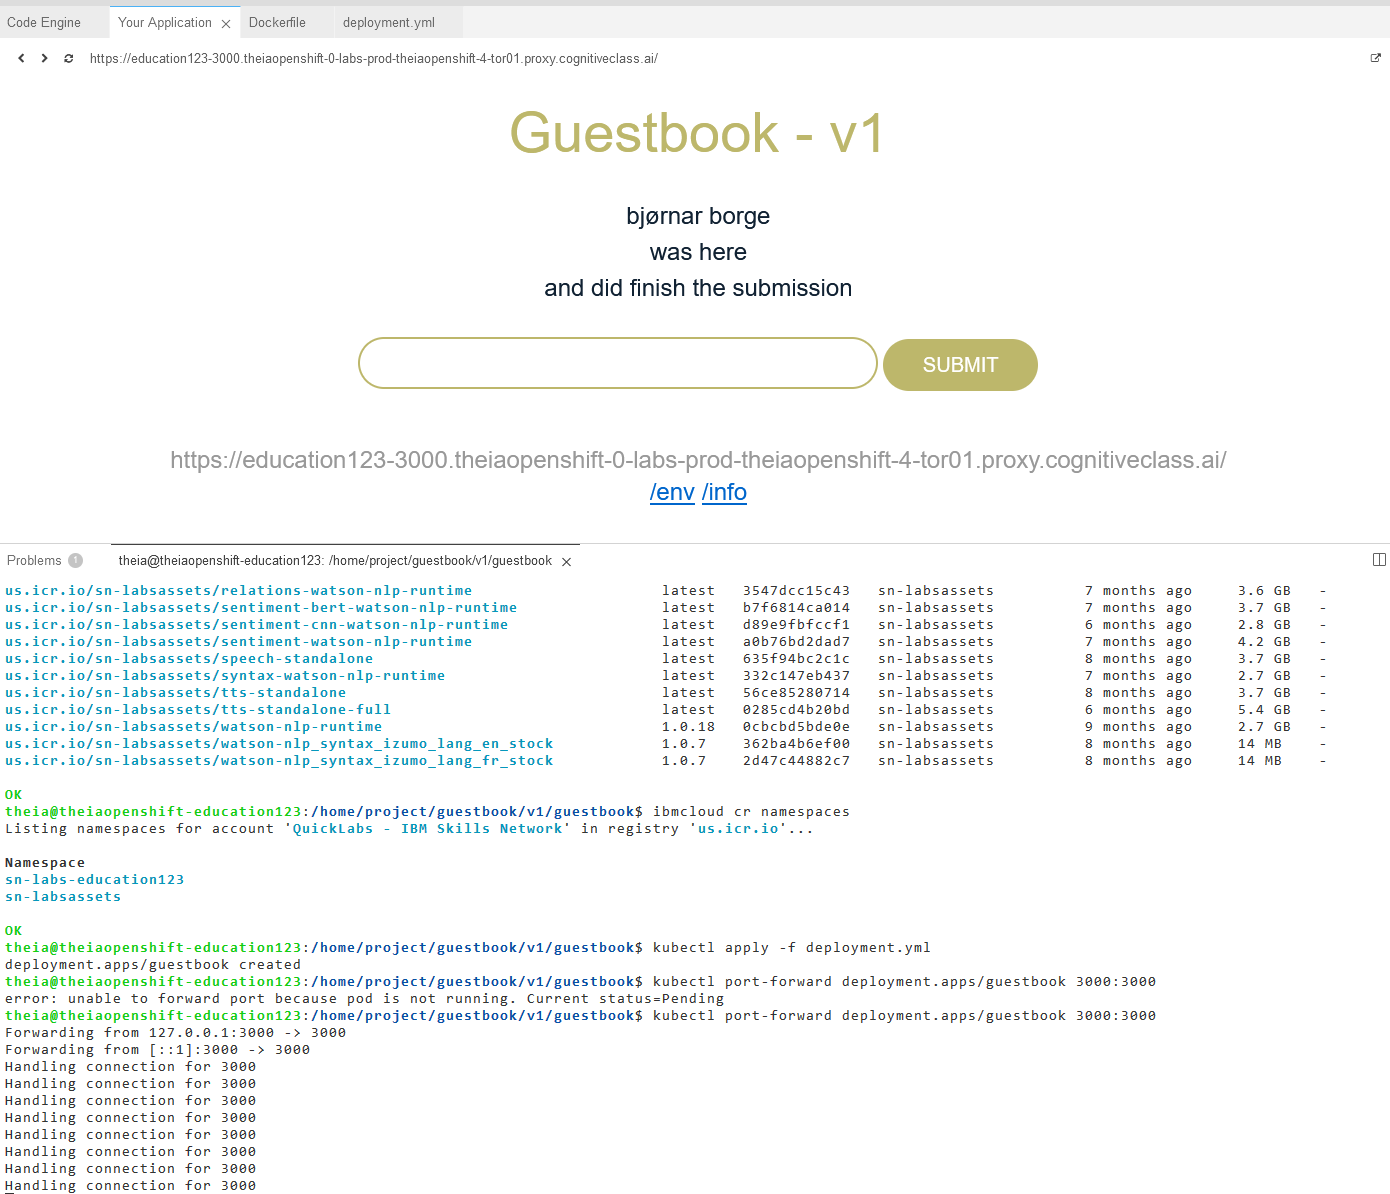 Code Engine Your Application Dockerfile deployment.yml
https://education123-3000.theiaopenshift-0-labs-prod-theiaopenshift-4-tor01.proxy.cognitiveclass.ai/
Guestbook - v1
bjørnar borge
was here
and did finish the submission
SUBMIT
https://education123-3000.theiaopenshift-0-labs-prod-theiaopenshift-4-tor01.proxy.cognitiveclass.ai/
/env /info
Problems 1 theia@theiaopenshift-education123: /home/project/guestbook/v1/guestbook
us.icr.io/sn-labsassets/relations-watson-nlp-runtime latest 3547dcc15c43 sn-labsassets 7 months ago 3.6 GB -
us.icr.io/sn-labsassets/sentiment-bert-watson-nlp-runtime latest b7f6814ca014 sn-labsassets 7 months ago 3.7 GB -
us.icr.io/sn-labsassets/sentiment-cnn-watson-nlp-runtime latest d89e9fbfccf1 sn-labsassets 6 months ago 2.8 GB -
us.icr.io/sn-labsassets/sentiment-watson-nlp-runtime latest a0b76bd2dad7 sn-labsassets 7 months ago 4.2 GB -
us.icr.io/sn-labsassets/speech-standalone latest 635f94bc2c1c sn-labsassets 8 months ago 3.7 GB -
us.icr.io/sn-labsassets/syntax-watson-nlp-runtime latest 332c147eb437 sn-labsassets 7 months ago 2.7 GB -
us.icr.io/sn-labsassets/tts-standalone latest 56ce85280714 sn-labsassets 8 months ago 3.7 GB -
us.icr.io/sn-labsassets/tts-standalone-full latest 0285cd4b20bd sn-labsassets 6 months ago 5.4 GB -
us.icr.io/sn-labsassets/watson-nlp-runtime 1.0.18 0cbcbd5bde0e sn-labsassets 9 months ago 2.7 GB -
us.icr.io/sn-labsassets/watson-nlp_syntax_izumo_lang_en_stock 1.0.7 362ba4b6ef00 sn-labsassets 8 months ago 14 MB -
us.icr.io/sn-labsassets/watson-nlp_syntax_izumo_lang_fr_stock 1.0.7 2d47c44882c7 sn-labsassets 8 months ago 14 MB -
OK
theia@theiaopenshift-education123:/home/project/guestbook/v1/guestbook$ ibmcloud cr namespaces
Listing namespaces for account 'QuickLabs - IBM Skills Network' in registry 'us.icr.io'...
Namespace
sn-labs-education123
sn-labsassets
OK
theia@theiaopenshift-education123:/home/project/guestbook/v1/guestbook$ kubectl apply -f deployment.yml
deployment.apps/guestbook created
theia@theiaopenshift-education123:/home/project/guestbook/v1/guestbook$ kubectl port-forward deployment.apps/guestbook 3000:3000
error: unable to forward port because pod is not running. Current status=Pending
theia@theiaopenshift-education123:/home/project/guestbook/v1/guestbook$ kubectl port-forward deployment.apps/guestbook 3000:3000
Forwarding from 127.0.0.1:3000 -> 3000
Forwarding from [::1]:3000 -> 3000
Handling connection for 3000
Handling connection for 3000
Handling connection for 3000
Handling connection for 3000
Handling connection for 3000
Handling connection for 3000
Handling connection for 3000
Handling connection for 3000